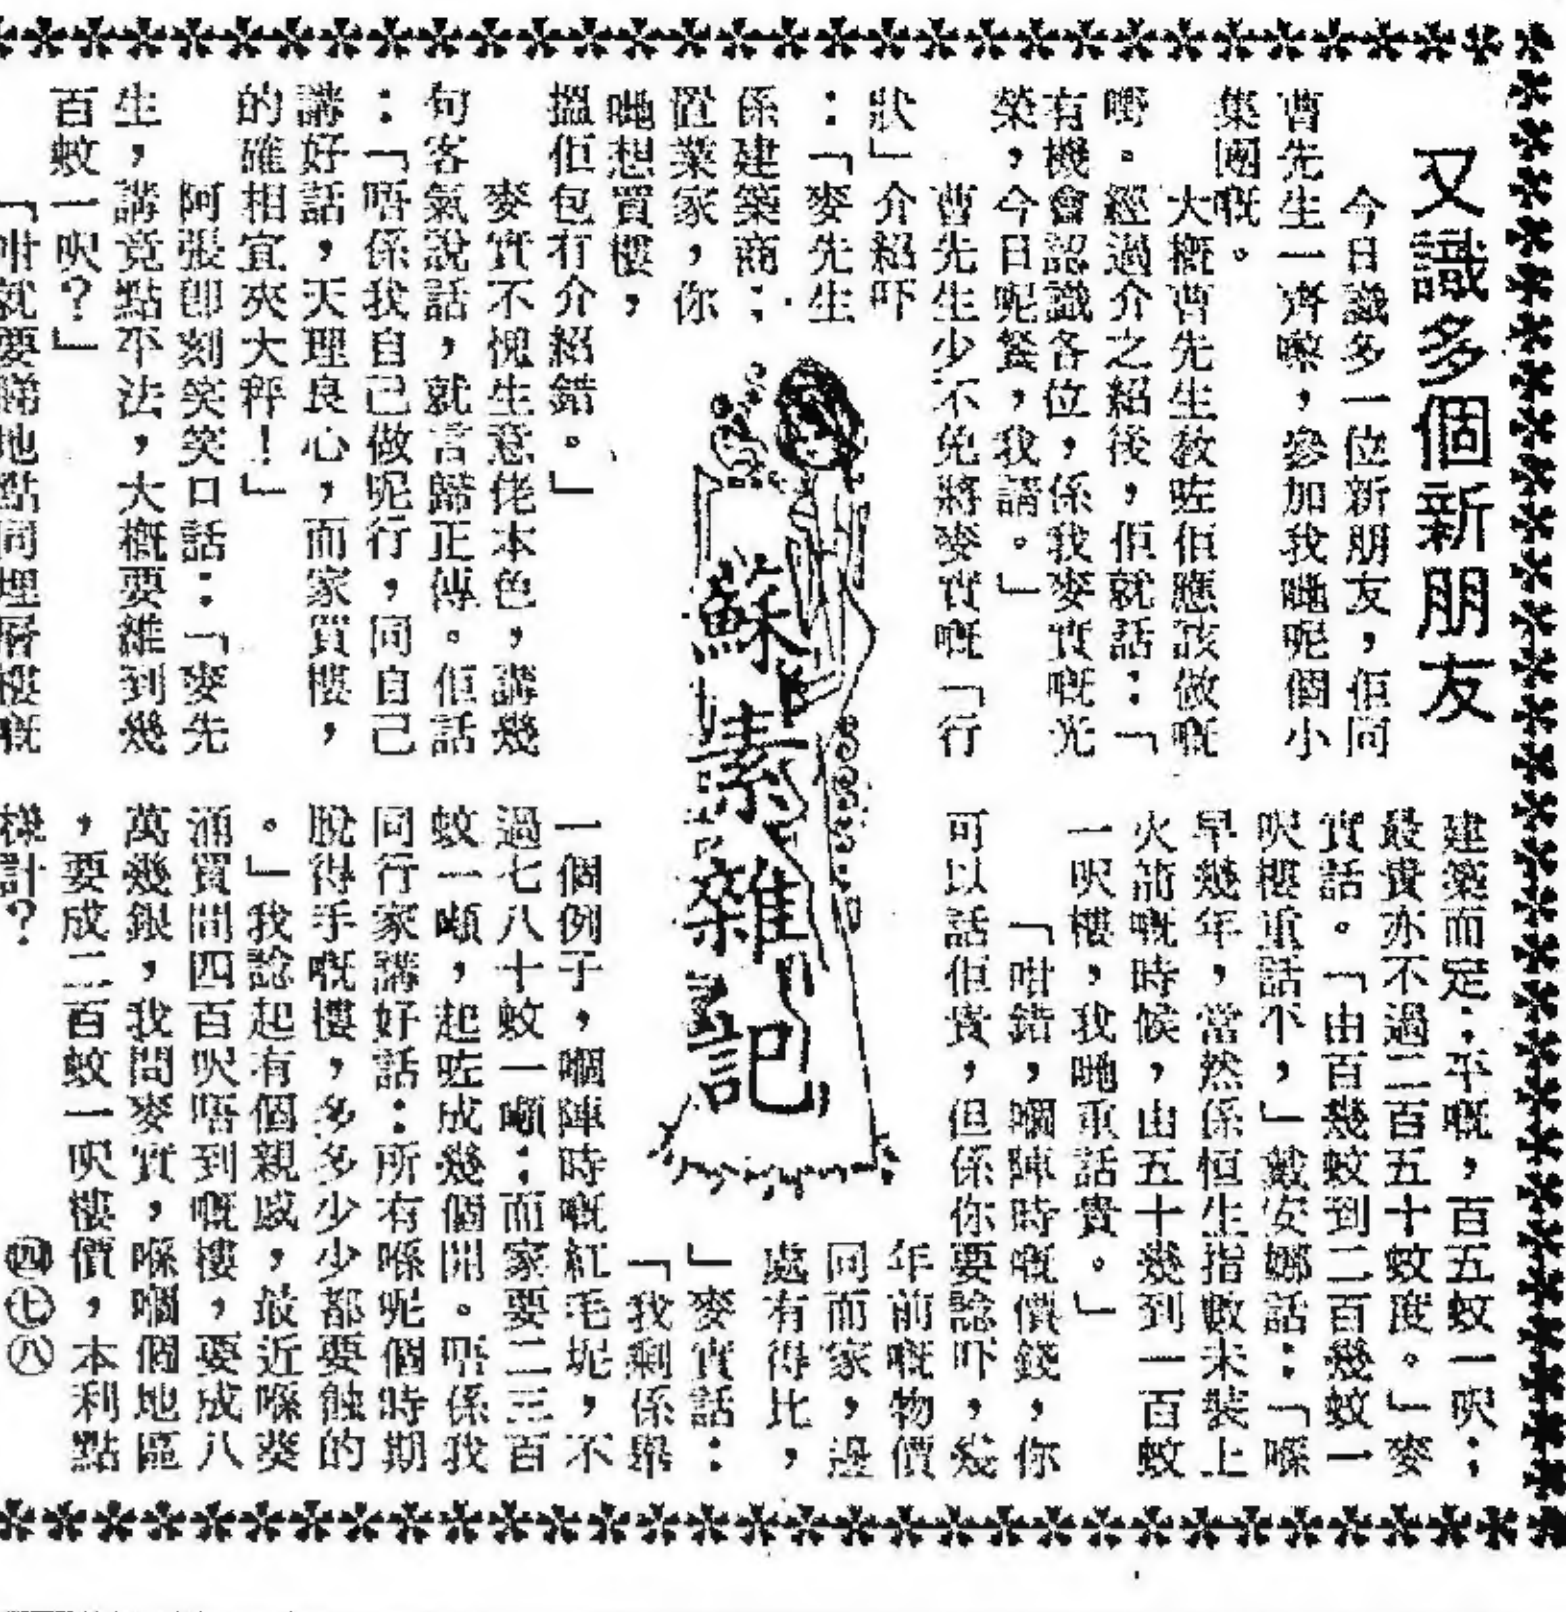 又識多個新朋友
今日識多一位新朋友，佢同
曹先生一齊嚟，參加我哋呢個小
集團嘅。
大概曹先生教咗佢應該做嘅
嘢。經過介之紹後，佢就話：「
有機會認識各位，係我麥實嘅光
榮，今日呢餐，我請。」
曹先生少不免將麥實嘅「行
狀」介紹吓
：「麥先生
係建築商；
置業家，你
哋想買樓，
搵佢包有介紹錯。」
麥實不愧生意佬本色，講幾
句客氣說話，就言歸正傳。佢話
：「唔係我自己做呢行，同自己
講好話，天理良心，而家買樓，
的確相宜夾大秤！」
阿張卽刻笑笑口話：「麥先
生，講竟點平法，大概要雖到幾
百蚊一呎？」
「咁就要睇地點同埋層樓嘅
建築而定；平嘅，百五蚊一呎；
最貴亦不過二百五十蚊度。」麥
實話。「由百幾蚊到二百幾蚊一
呎樓重話不，」戴安娜話：「喺
早幾年，當然係恒生指數未裝上
火箭嘅時候，由五十幾到一百蚊
一呎樓，我哋重話貴。」
「咁錯，嗰陣時嘅價錢，你
可以話佢貴，但係你要諗吓，幾
年前嘅物價
同而家，邊
處有得比，
」麥實話：
「我剩係舉
一個例子，嗰陣時嘅紅毛坭，不
過七八十蚊一噸；而家要二三百
蚊一噸，起咗成幾個開。唔係我
同行家講好話：所有喺呢個時期
脫得手嘅樓，多多少少都要蝕的
。」我諗起有個親戚，最近喺葵
涌買間四百呎唔到嘅樓，要成八
萬幾銀，我問麥實，喺嗰個地區
，要成二百蚊一呎樓價，本利點
樣計？
㊃㊆㊇
蘇素雜記